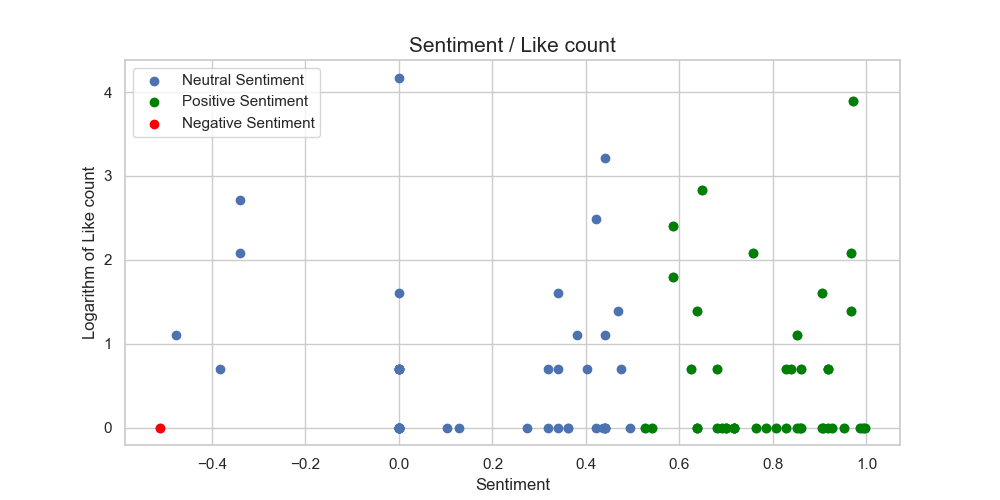 Sentiment / Like count
Neutral Sentiment
Positive Sentiment
Negative Sentiment
Logarithm of Like count
4
3
2
1
0
−0.4
−0.2
0.0
0.2
0.4
0.6
0.8
1.0
Sentiment